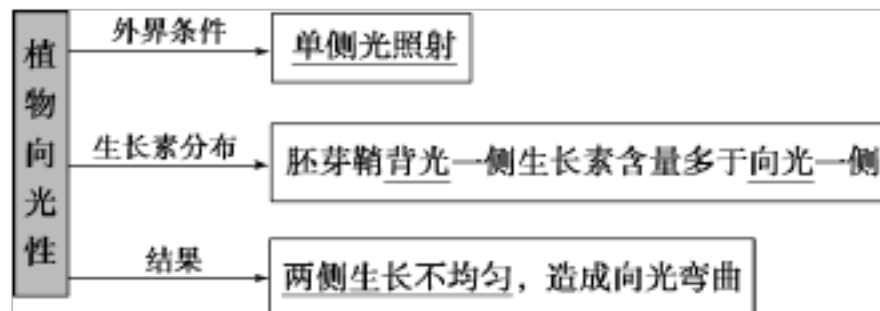 植物向光性
外界条件
单侧光照射
生长素分布
胚芽鞘背光一侧生长素含量多于向光一侧
结果
两侧生长不均匀，造成向光弯曲